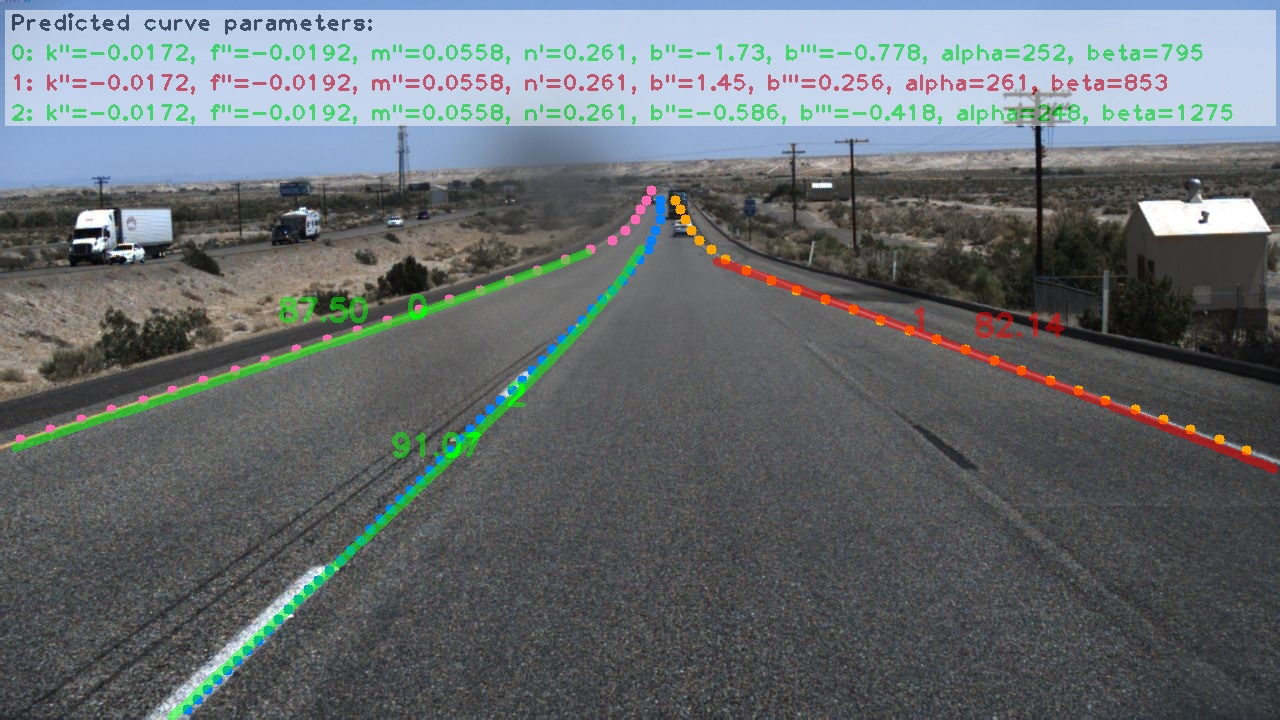 Predicted curve parameters:
0: k''=−0.0172, f''=−0.0192, m''=0.0558, n'=0.261, b''=−1.73, b'''=−0.778, alpha=252, beta=795
1: k''=−0.0172, f''=−0.0192, m''=0.0558, n'=0.261, b''=1.45, b'''=0.256, alpha=261, beta=853
2: k''=−0.0172, f''=−0.0192, m''=0.0558, n'=0.261, b''=−0.586, b'''=−0.418, alpha=248, beta=1275
87.50 0
1 82.14
2
91.07